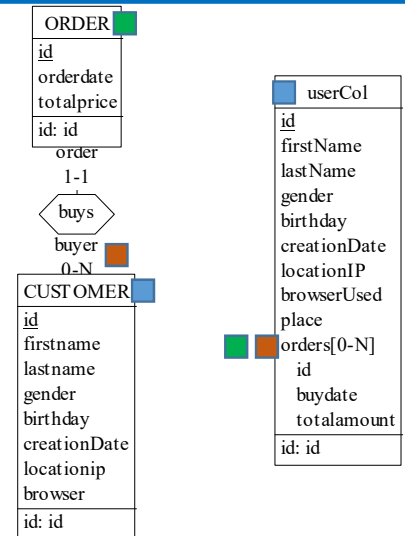 ORDER
id
orderdate
totalprice
id: id
order
1-1
buys
buyer
0-N
CUSTOMER
id
firstname
lastname
gender
birthday
creationDate
locationip
browser
id: id
userCol
id
firstName
lastName
gender
birthday
creationDate
locationIP
browserUsed
place
orders[0-N]
id
buydate
totalamount
id: id